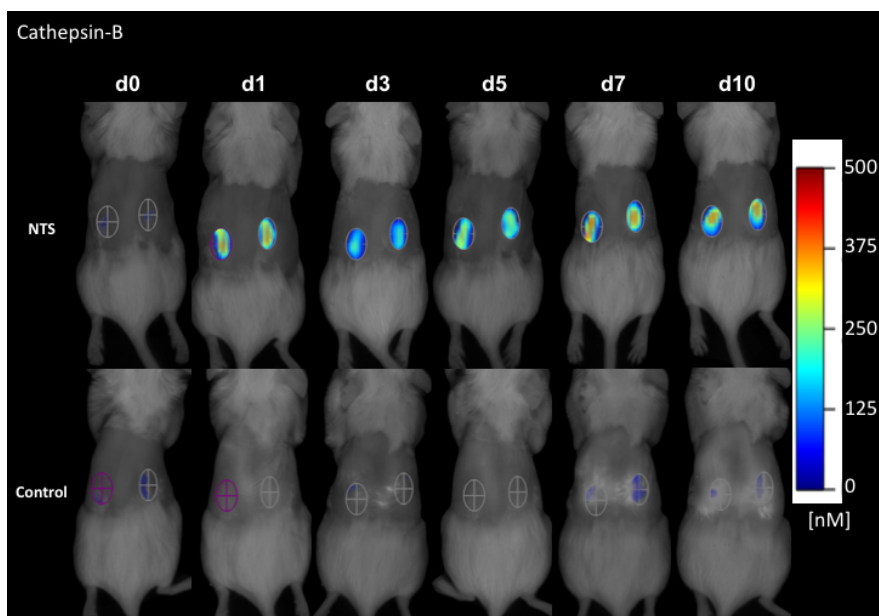 Cathepsin-B
d0 d1 d3 d5 d7 d10
NTS
Control
500
375
250
125
0
[nM]